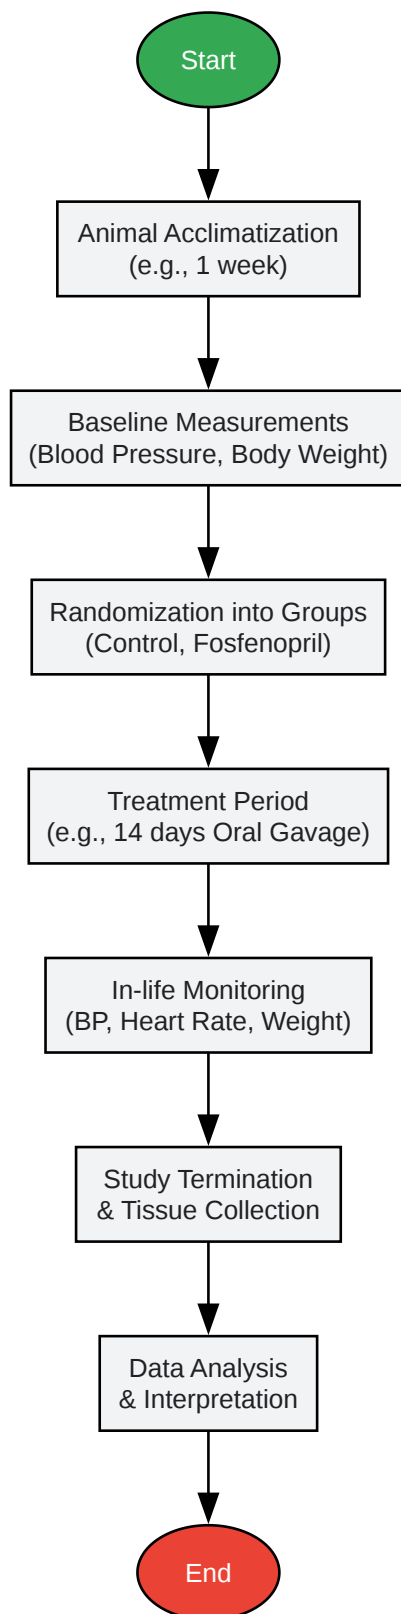 Start
Animal Acclimatization
(e.g., 1 week)
Baseline Measurements
(Blood Pressure, Body Weight)
Randomization into Groups
(Control, Fosfenopril)
Treatment Period
(e.g., 14 days Oral Gavage)
In-life Monitoring
(BP, Heart Rate, Weight)
Study Termination
& Tissue Collection
Data Analysis
& Interpretation
End